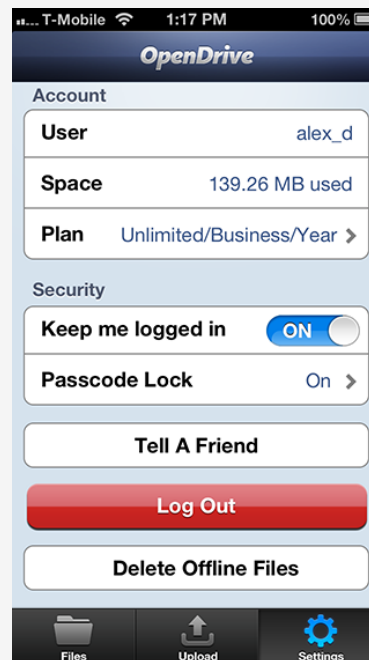 T-Mobile 1:17 PM 100%
OpenDrive
Account
User alex_d
Space 139.26 MB used
Plan Unlimited/Business/Year >
Security
Keep me logged in ON
Passcode Lock On >
Tell A Friend
Log Out
Delete Offline Files
Files Upload Settings